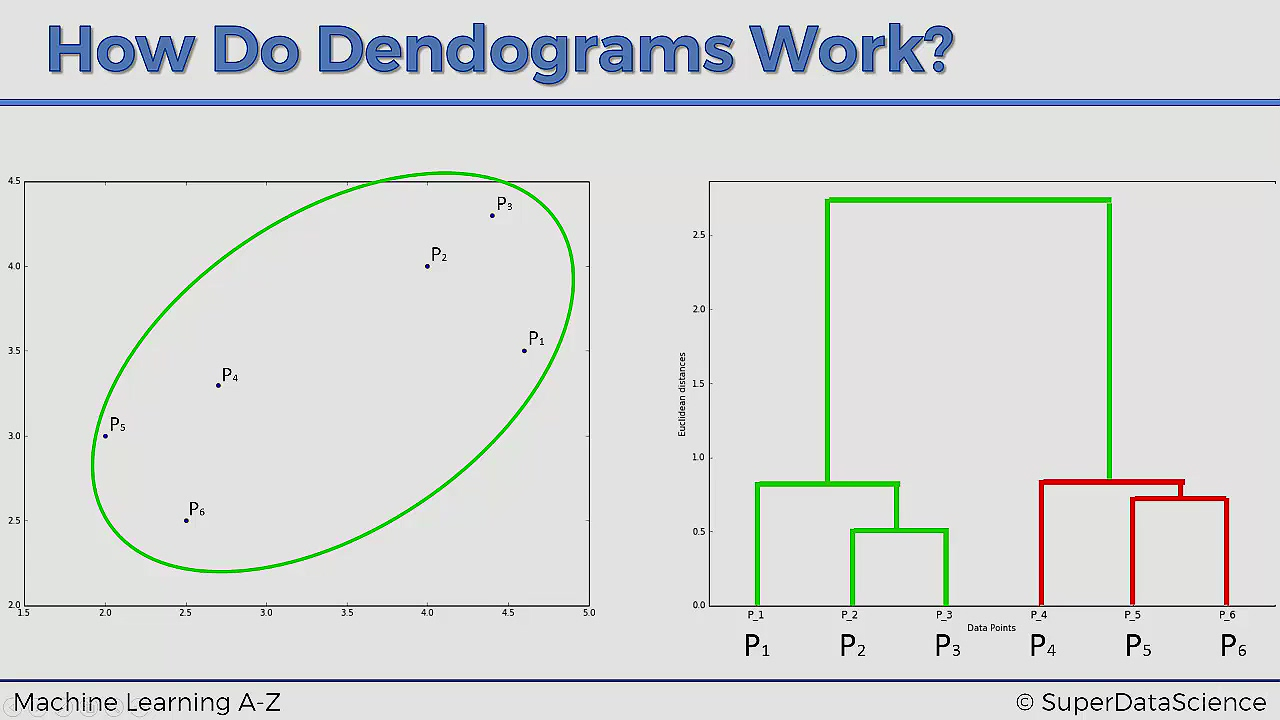 How Do Dendograms Work?
4.5
4.0
3.5
3.0
2.5
2.0
1.5 2.0 2.5 3.0 3.5 4.0 4.5 5.0
P3
P2
P1
P4
P5
P6
Euclidean distances
2.5
2.0
1.5
1.0
0.5
0.0
P_1 P_2 P_3 P_4 P_5 P_6
Data Points
P1 P2 P3 P4 P5 P6
Machine Learning A-Z
© SuperDataScience